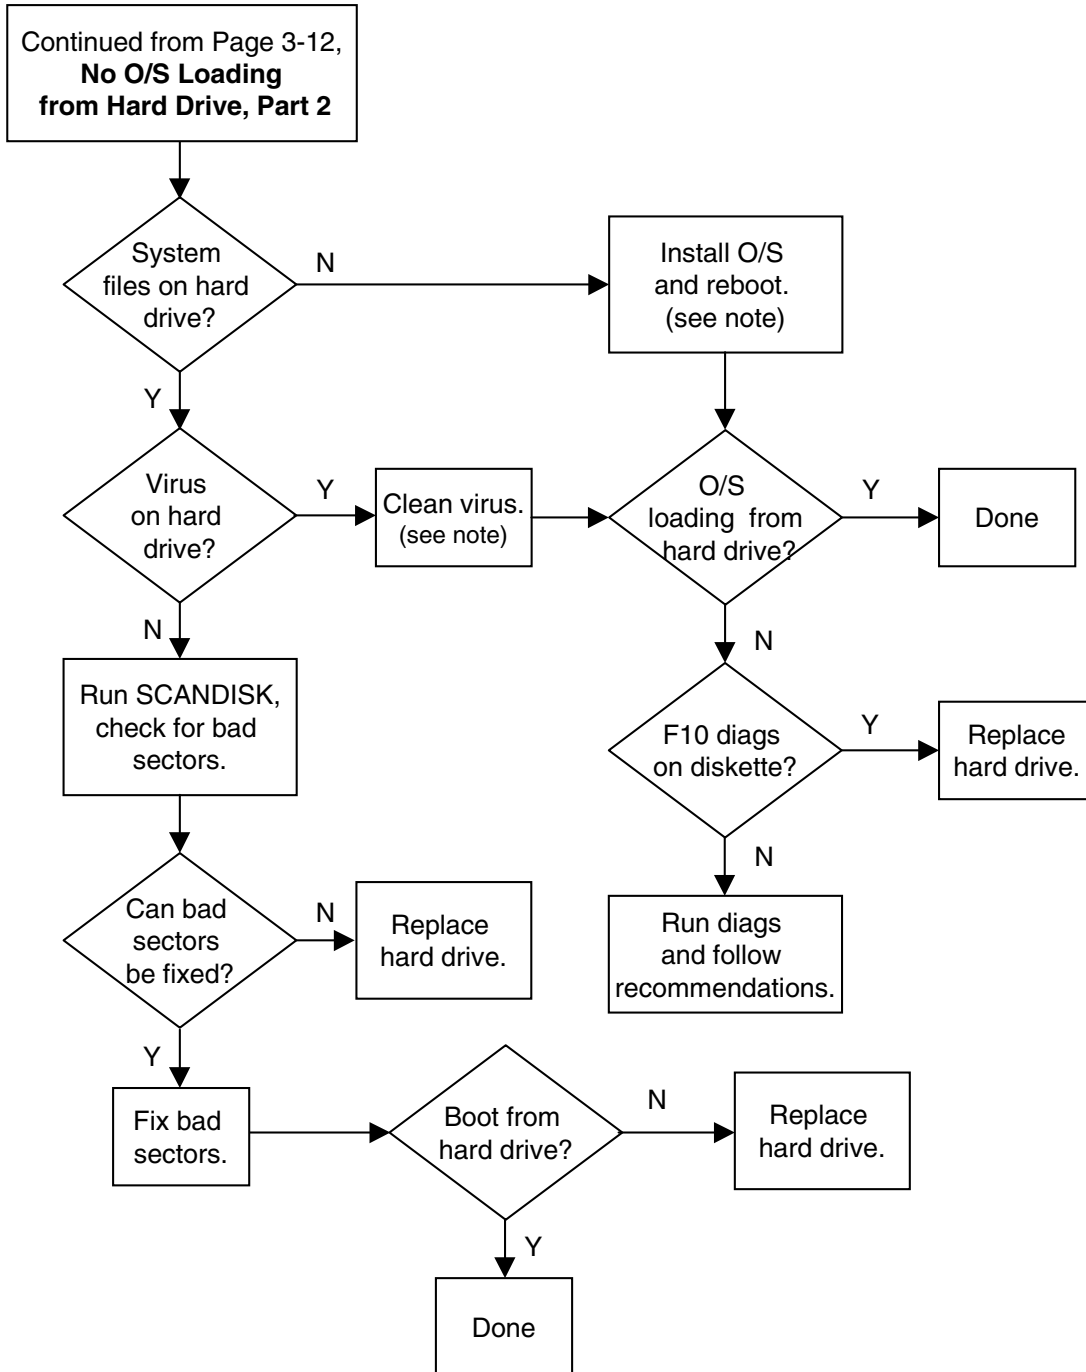 Continued from Page 3-12,
No O/S Loading
from Hard Drive, Part 2
System
files on hard
drive?
N
Install O/S
and reboot.
(see note)
Y
Virus
on hard
drive?
Y
Clean virus.
(see note)
O/S
loading from
hard drive?
Y
Done
N
N
Run SCANDISK,
check for bad
sectors.
F10 diags
on diskette?
Y
Replace
hard drive.
N
Can bad
sectors
be fixed?
N
Replace
hard drive.
Run diags
and follow
recommendations.
Y
Fix bad
sectors.
Boot from
hard drive?
N
Replace
hard drive.
Y
Done